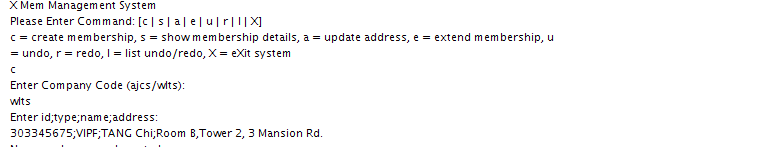 X Mem Management System
Please Enter Command: [c | s | a | e | u | r | l | X]
c = create membership, s = show membership details, a = update address, e = extend membership, u
= undo, r = redo, l = list undo/redo, X = eXit system
c
Enter Company Code (ajcs/wlts):
wlts
Enter id;type;name;address:
303345675;VIPF;TANG Chi;Room B,Tower 2, 3 Mansion Rd.